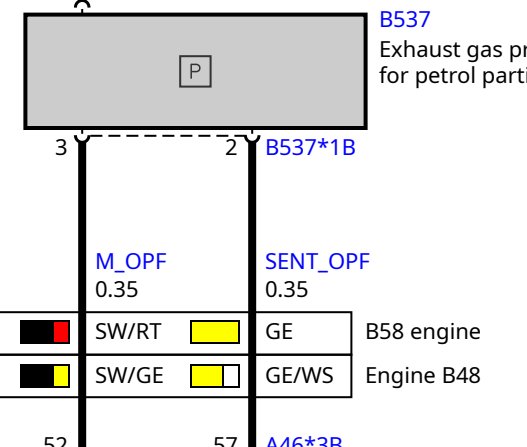 B537
Exhaust gas pr
for petrol parti
P
3 2 B537*1B
M_OPF SENT_OPF
0.35 0.35
SW/RT GE B58 engine
SW/GE GE/WS Engine B48
52 57 A46*3B